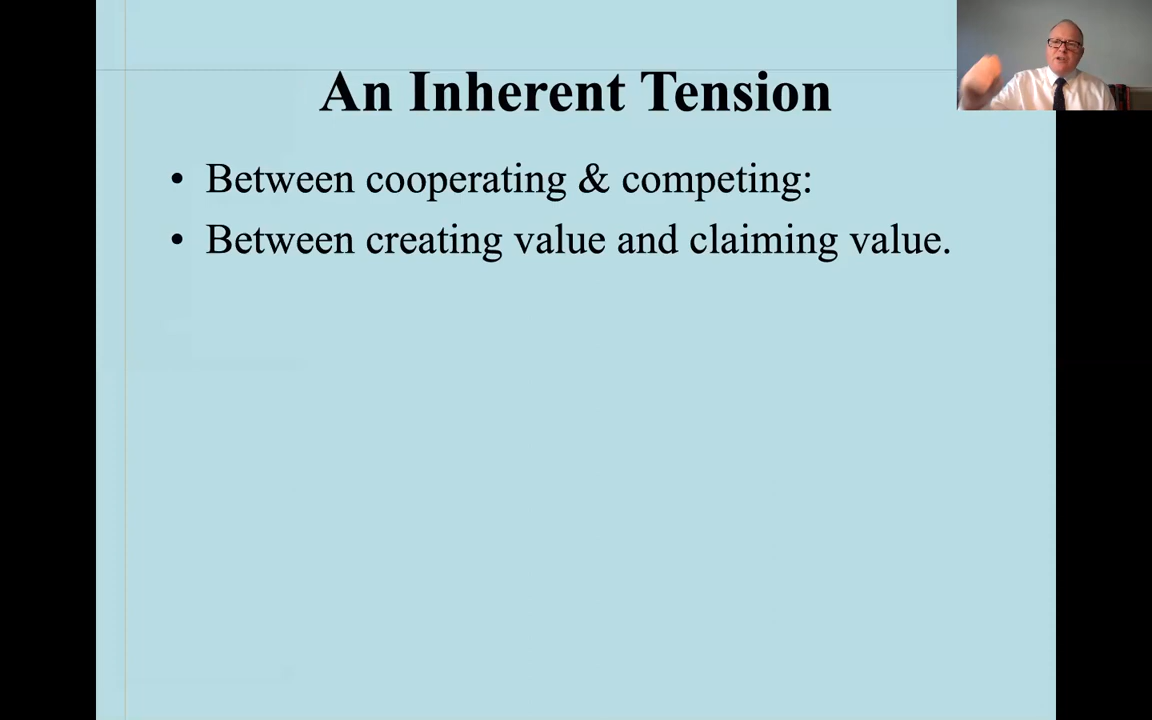 An Inherent Tension
• Between cooperating & competing:
• Between creating value and claiming value.